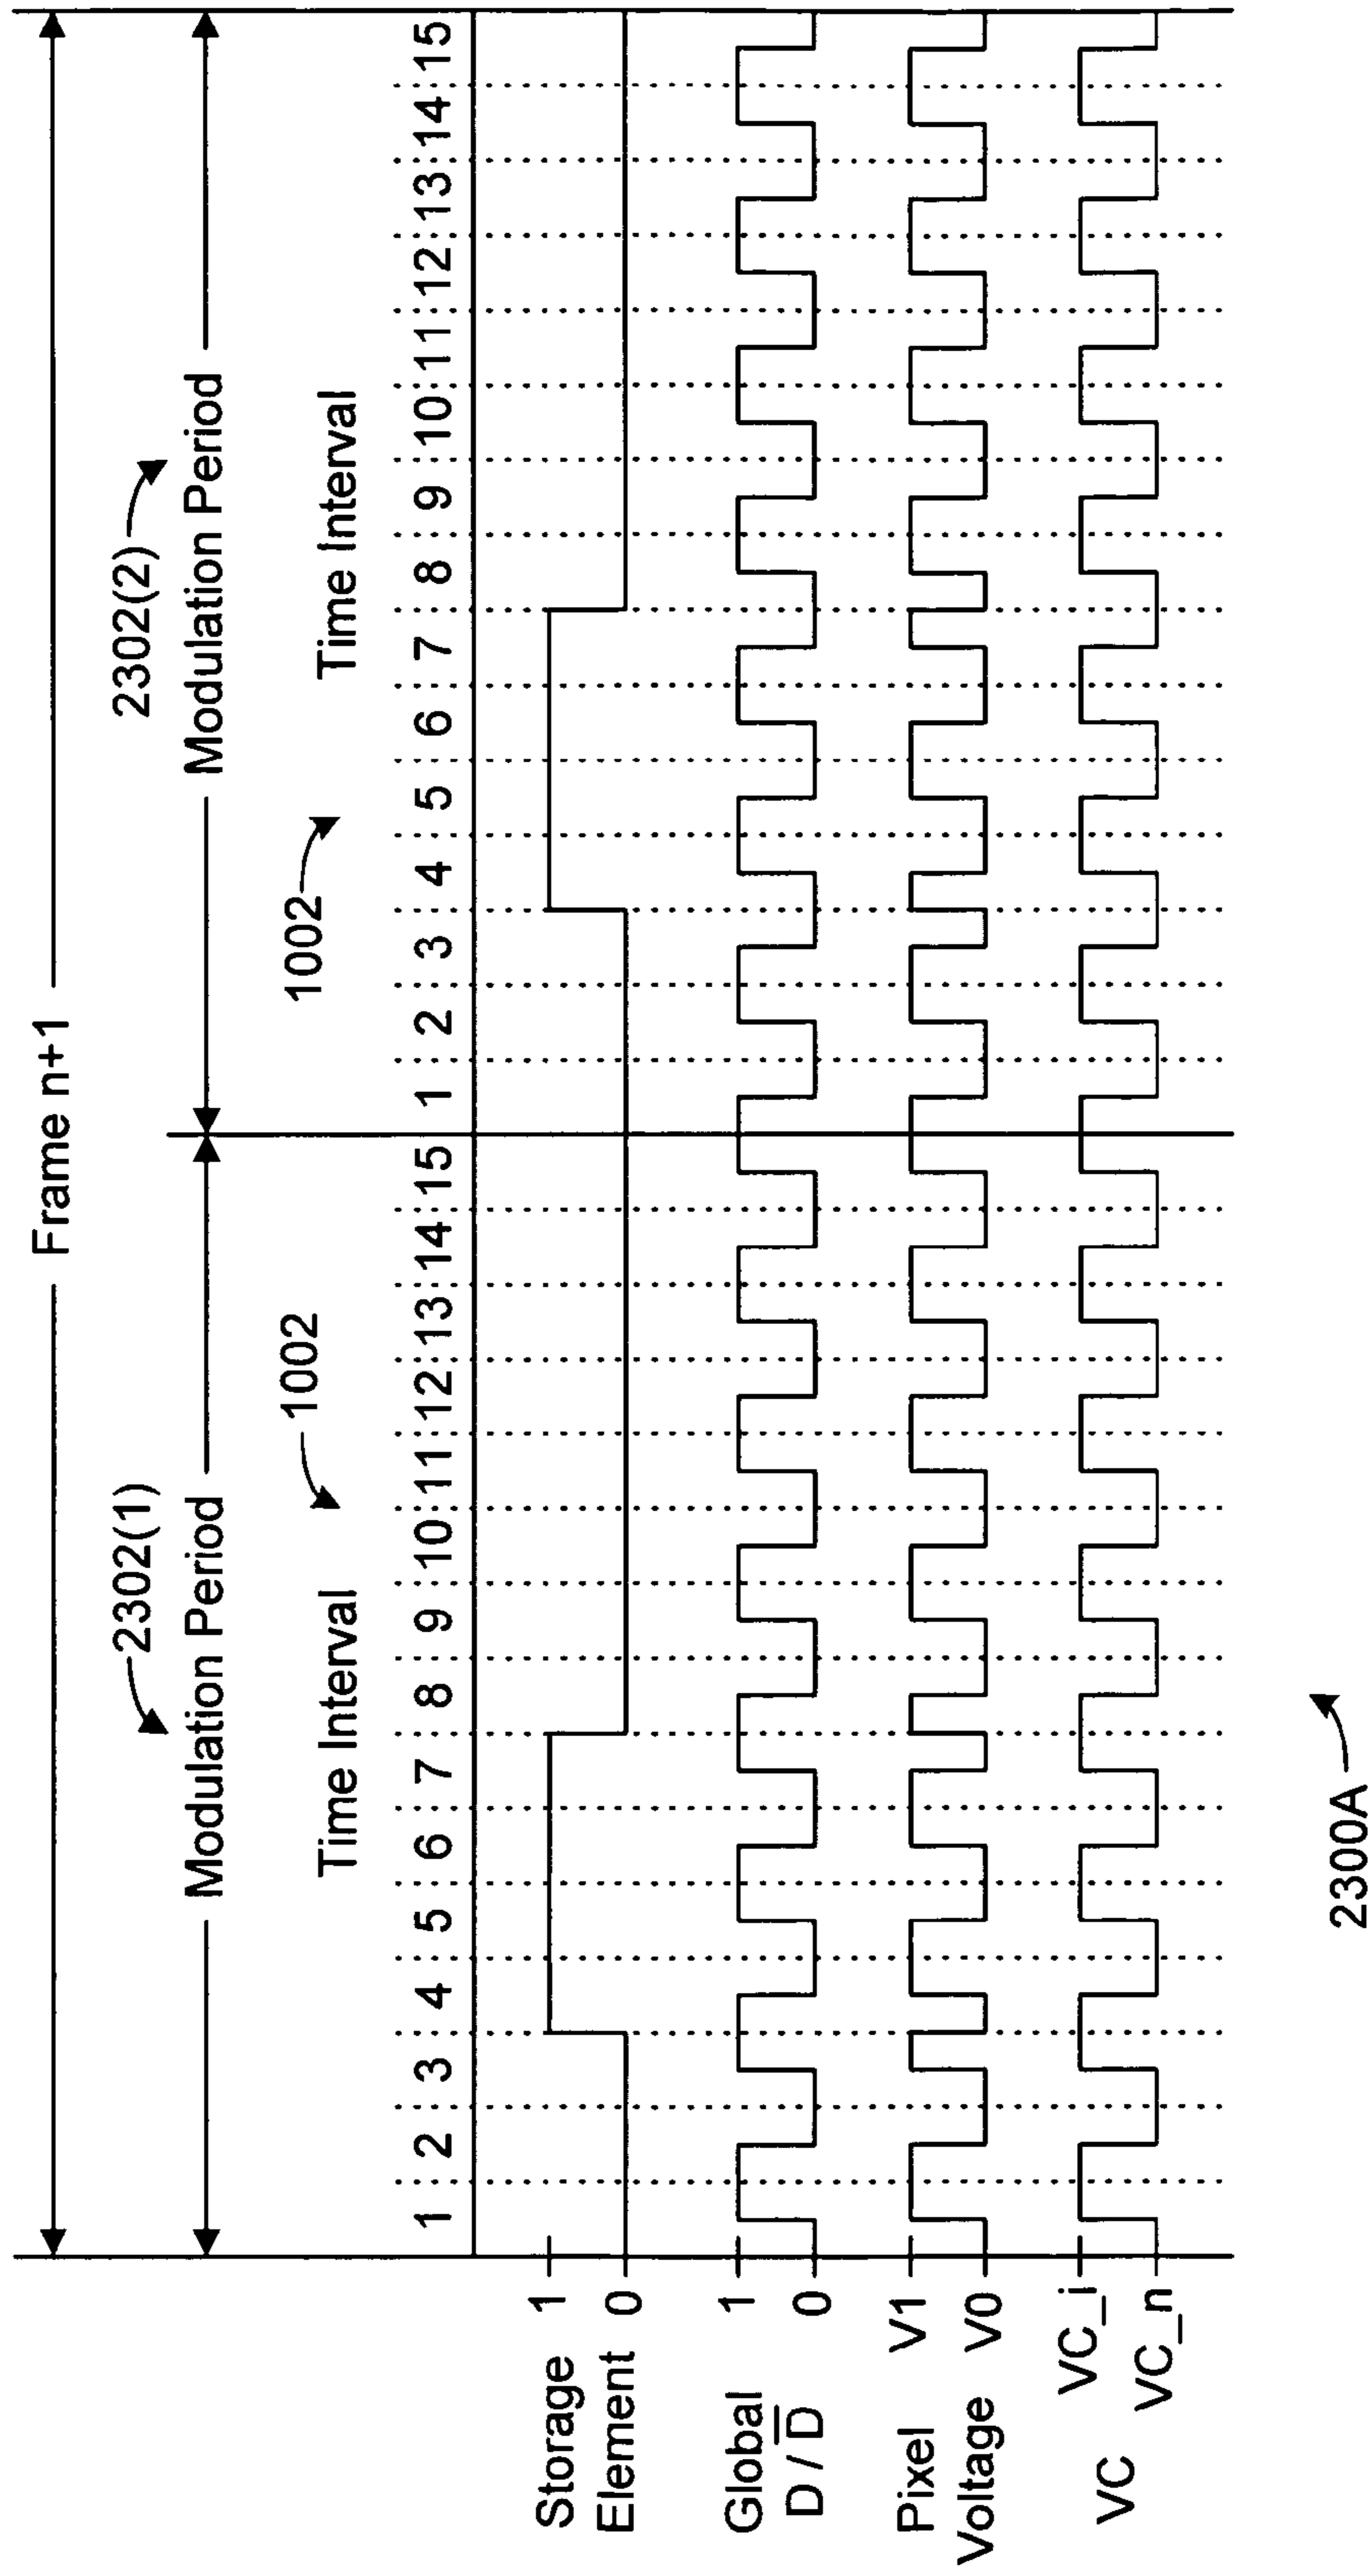 Frame n+1
2302(1)
2302(2)
Modulation Period
Modulation Period
1002
1002
Time Interval
Time Interval
1 2 3 4 5 6 7 8 9 10 11 12 13 14 15 1 2 3 4 5 6 7 8 9 10 11 12 13 14 15
Storage
Element
1
0
Global
D / D̅
1
0
Pixel
Voltage
V1
V0
VC
VC_i
VC_n
2300A